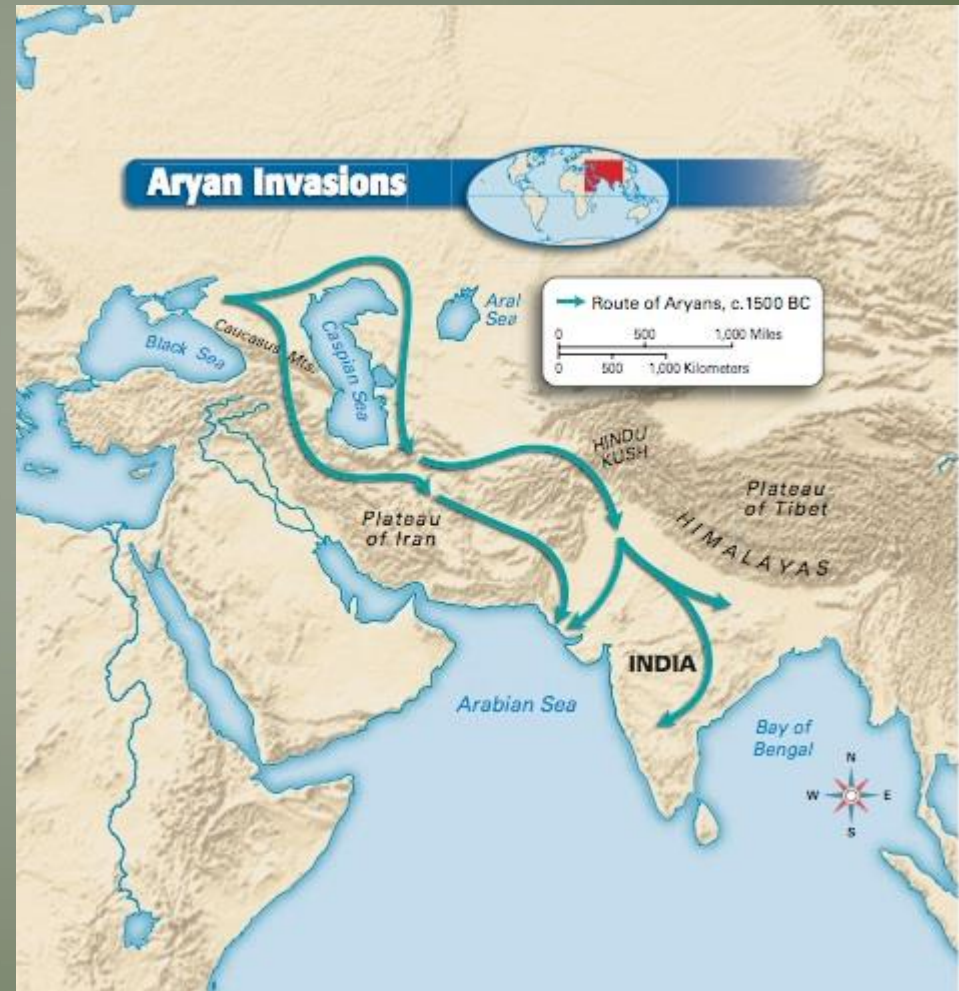 Aryan Invasions
Route of Aryans, c.1500 BC
0 500 1,000 Miles
0 500 1,000 Kilometers
Aral
Sea
Black Sea
Caucasus Mts.
Caspian Sea
HINDU
KUSH
Plateau
of Tibet
Plateau
of Iran
HIMALAYAS
INDIA
Arabian Sea
Bay of
Bengal
N
W E
S